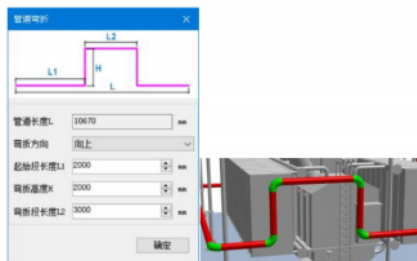 管道弯折
L2
H
L1
L
管道长度L 10670 mm
弯折方向 向上
起始段长度L1 2000 mm
弯折高度H 2000 mm
弯折段长度L2 3000 mm
确定